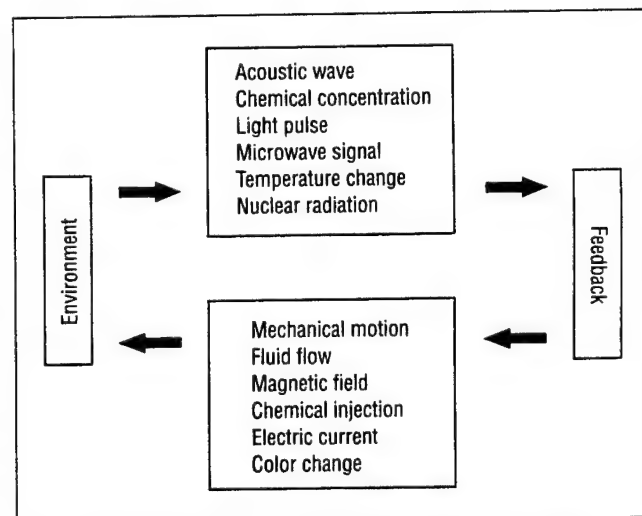 Acoustic wave
Chemical concentration
Light pulse
Microwave signal
Temperature change
Nuclear radiation
Environment
Feedback
Mechanical motion
Fluid flow
Magnetic field
Chemical injection
Electric current
Color change